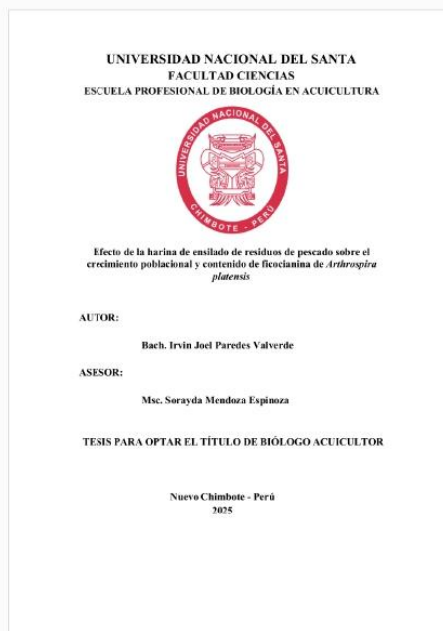 UNIVERSIDAD NACIONAL DEL SANTA
FACULTAD CIENCIAS
ESCUELA PROFESIONAL DE BIOLOGÍA EN ACUICULTURA
UNIVERSIDAD NACIONAL DEL SANTA
CHIMBOTE - PERÚ
Efecto de la harina de ensilado de residuos de pescado sobre el
crecimiento poblacional y contenido de ficocianina de Arthrospira
platensis
AUTOR:
Bach. Irvin Joel Paredes Valverde
ASESOR:
Msc. Sorayda Mendoza Espinoza
TESIS PARA OPTAR EL TÍTULO DE BIÓLOGO ACUICULTOR
Nuevo Chimbote - Perú
2025